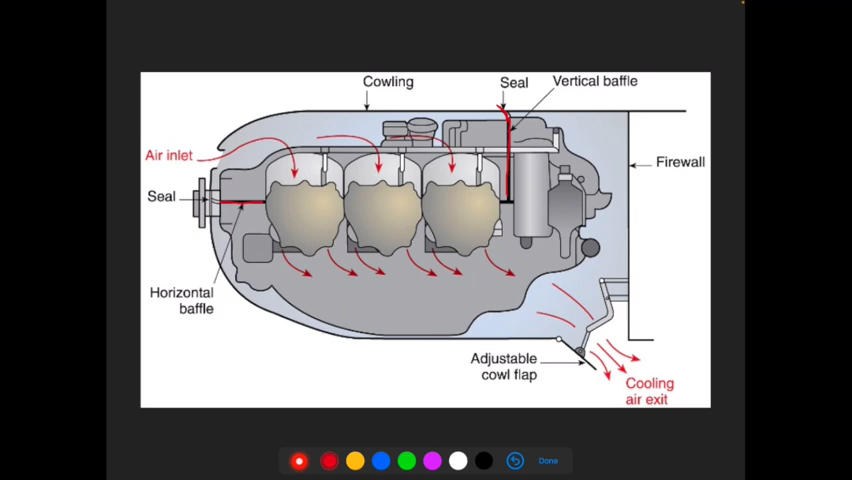 Cowling
Seal
Vertical baffle
Air inlet
Firewall
Seal
Horizontal
baffle
Adjustable
cowl flap
Cooling
air exit
Done